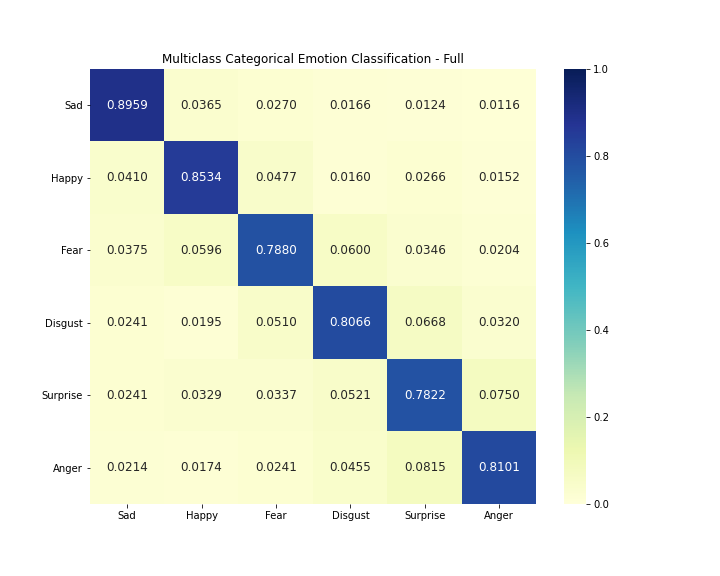 Multiclass Categorical Emotion Classification - Full
Sad 0.8959 0.0365 0.0270 0.0166 0.0124 0.0116
Happy 0.0410 0.8534 0.0477 0.0160 0.0266 0.0152
Fear 0.0375 0.0596 0.7880 0.0600 0.0346 0.0204
Disgust 0.0241 0.0195 0.0510 0.8066 0.0668 0.0320
Surprise 0.0241 0.0329 0.0337 0.0521 0.7822 0.0750
Anger 0.0214 0.0174 0.0241 0.0455 0.0815 0.8101
Sad Happy Fear Disgust Surprise Anger
1.0
0.8
0.6
0.4
0.2
0.0